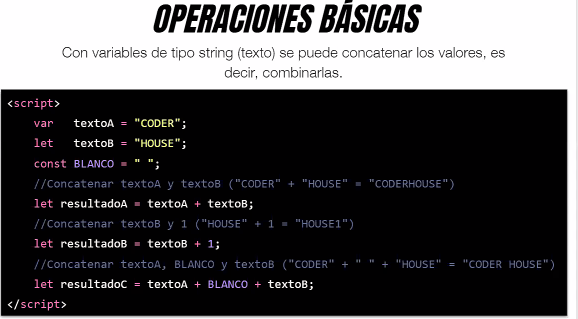 OPERACIONES BÁSICAS
Con variables de tipo string (texto) se puede concatenar los valores, es
decir, combinarlas.
<script>
var   textoA = "CODER";
let   textoB = "HOUSE";
const BLANCO = " ";
//Concatenar textoA y textoB ("CODER" + "HOUSE" = "CODERHOUSE")
let resultadoA = textoA + textoB;
//Concatenar textoB y 1 ("HOUSE" + 1 = "HOUSE1")
let resultadoB = textoB + 1;
//Concatenar textoA, BLANCO y textoB ("CODER" + " " + "HOUSE" = "CODER HOUSE")
let resultadoC = textoA + BLANCO + textoB;
</script>